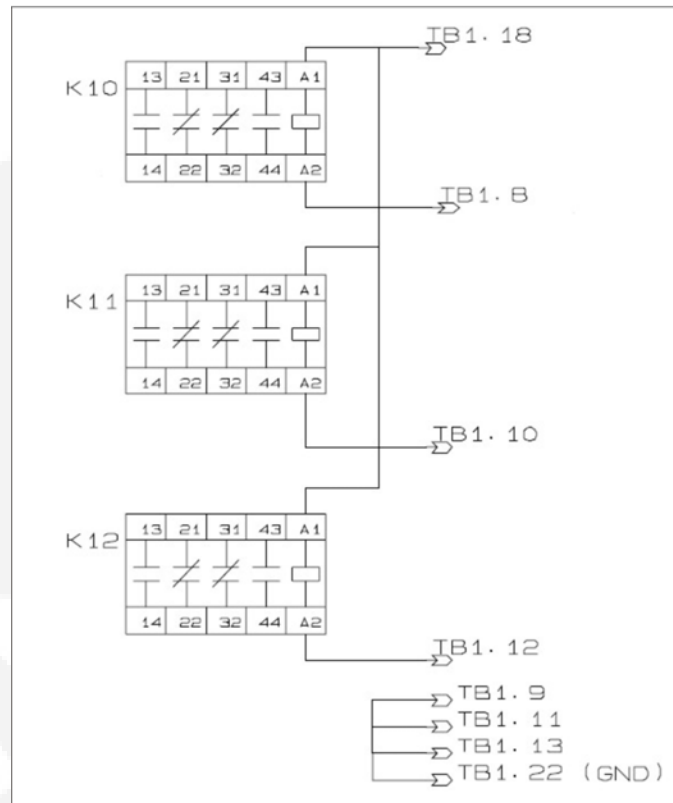 TB1.18
K10
13 21 31 43 A1
14 22 32 44 A2
TB1.8
K11
13 21 31 43 A1
14 22 32 44 A2
TB1.10
K12
13 21 31 43 A1
14 22 32 44 A2
TB1.12
TB1.9
TB1.11
TB1.13
TB1.22 (GND)